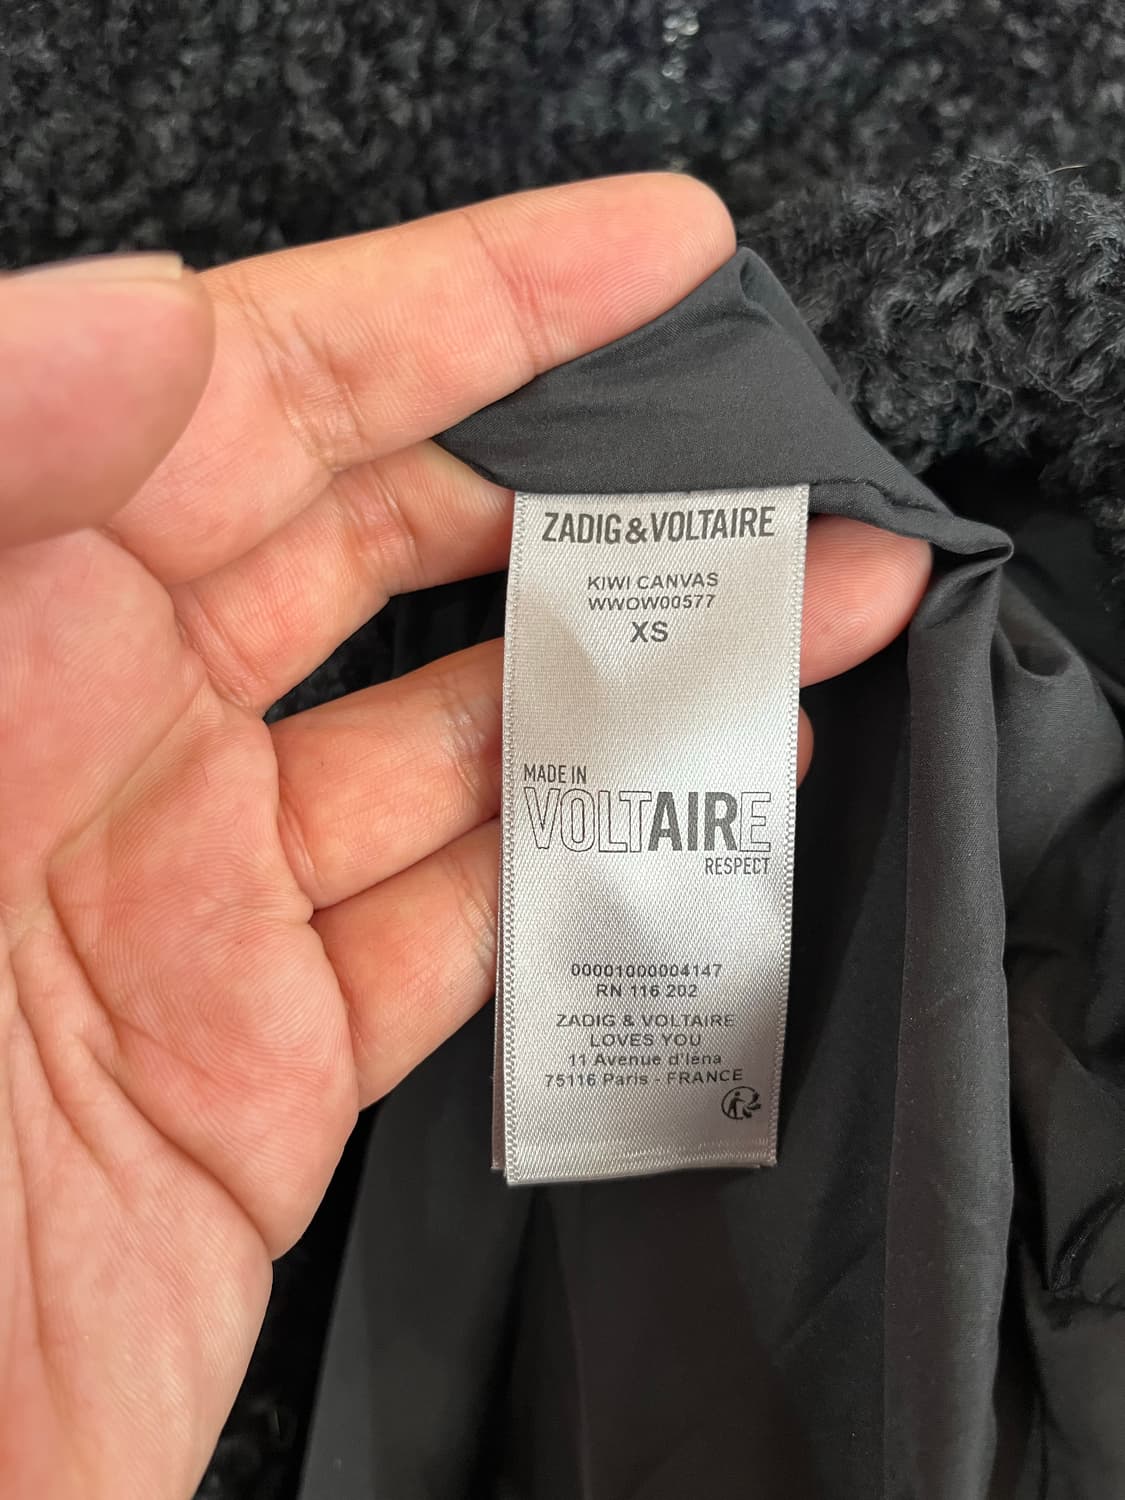 ZADIG&VOLTAIRE
KIWI CANVAS
WWOW00577
XS
MADE IN
VOLTAIRE
RESPECT
00001000004147
RN 116 202
ZADIG & VOLTAIRE
LOVES YOU
11 Avenue d'Iena
75116 Paris - FRANCE